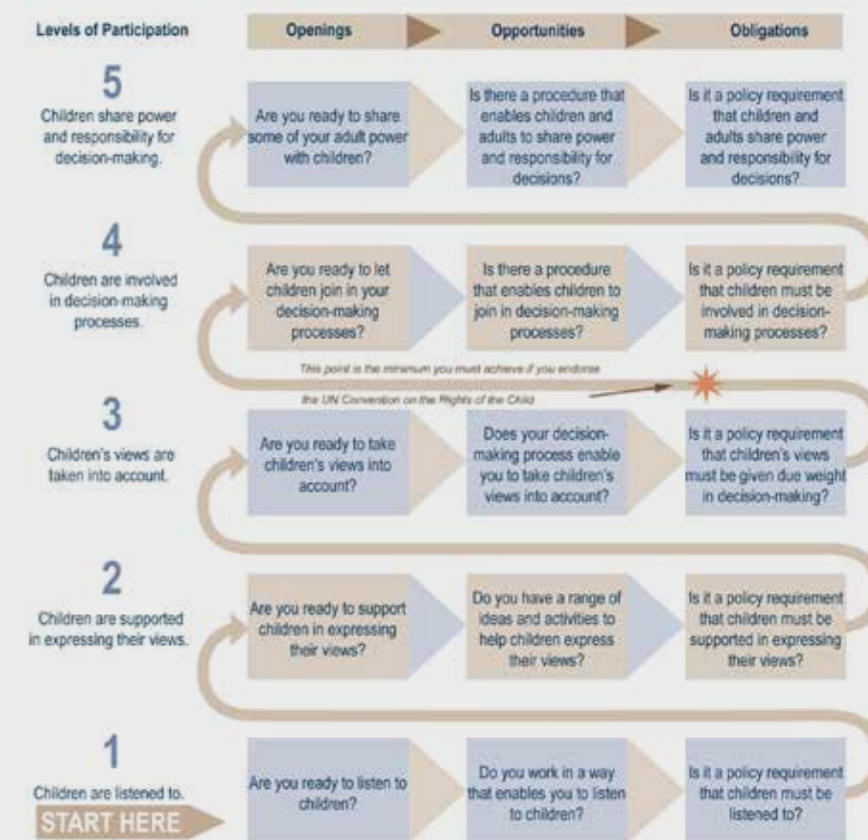 Levels of Participation
Openings
Opportunities
Obligations
5
Children share power
and responsibility for
decision-making.
Are you ready to share
some of your adult power
with children?
Is there a procedure that
enables children and
adults to share power
and responsibility for
decisions?
Is it a policy requirement
that children and
adults share power
and responsibility for
decisions?
4
Children are involved
in decision-making
processes.
Are you ready to let
children join in your
decision-making
processes?
Is there a procedure
that enables children to
join in decision-making
processes?
Is it a policy requirement
that children must be
involved in decision-
making processes?
This point is the minimum you must achieve if you endorse
the UN Convention on the Rights of the Child
3
Children's views are
taken into account.
Are you ready to take
children's views into
account?
Does your decision-
making process enable
you to take children's
views into account?
Is it a policy requirement
that children's views
must be given due weight
in decision-making?
2
Children are supported
in expressing their views.
Are you ready to support
children in expressing
their views?
Do you have a range of
ideas and activities to
help children express
their views?
Is it a policy requirement
that children must be
supported in expressing
their views?
1
Children are listened to.
START HERE
Are you ready to listen to
children?
Do you work in a way
that enables you to listen
to children?
Is it a policy requirement
that children must be
listened to?